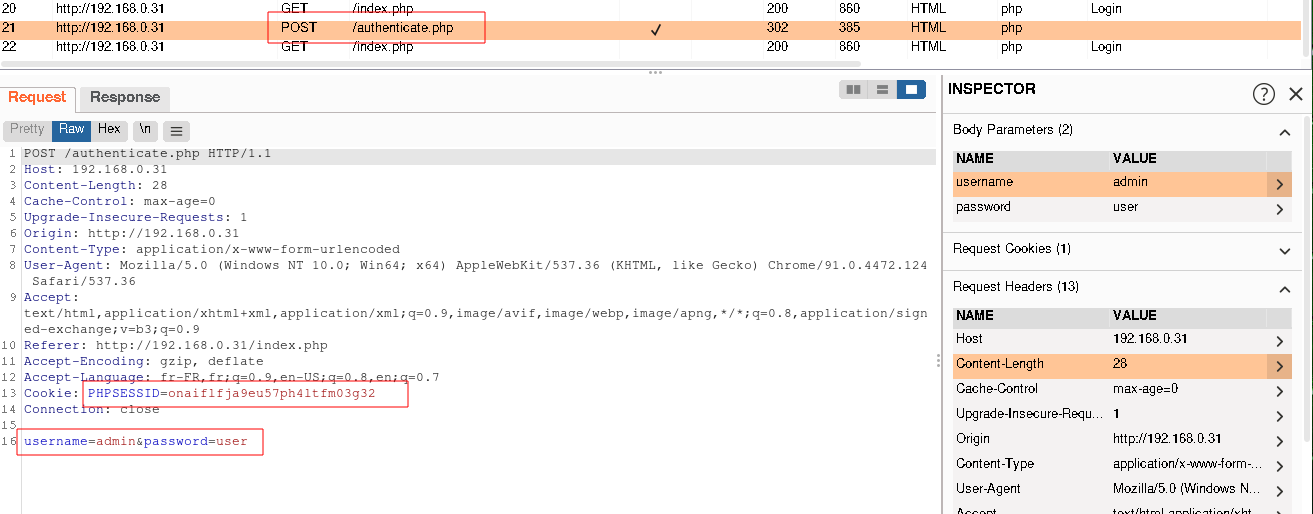 20 http://192.168.0.31 GET /index.php 200 860 HTML php Login
21 http://192.168.0.31 POST /authenticate.php ✓ 302 385 HTML php
22 http://192.168.0.31 GET /index.php 200 860 HTML php Login
Request Response
Pretty Raw Hex \n
1 POST /authenticate.php HTTP/1.1
2 Host: 192.168.0.31
3 Content-Length: 28
4 Cache-Control: max-age=0
5 Upgrade-Insecure-Requests: 1
6 Origin: http://192.168.0.31
7 Content-Type: application/x-www-form-urlencoded
8 User-Agent: Mozilla/5.0 (Windows NT 10.0; Win64; x64) AppleWebKit/537.36 (KHTML, like Gecko) Chrome/91.0.4472.124
Safari/537.36
9 Accept:
text/html,application/xhtml+xml,application/xml;q=0.9,image/avif,image/webp,image/apng,*/*;q=0.8,application/sign
ed-exchange;v=b3;q=0.9
10 Referer: http://192.168.0.31/index.php
11 Accept-Encoding: gzip, deflate
12 Accept-Language: fr-FR,fr;q=0.9,en-US;q=0.8,en;q=0.7
13 Cookie: PHPSESSID=onaif1fja9eu57ph4ltfm03g32
14 Connection: close
15
16 username=admin&password=user
INSPECTOR ?
Body Parameters (2)
NAME VALUE
username admin
password user
Request Cookies (1)
Request Headers (13)
NAME VALUE
Host 192.168.0.31
Content-Length 28
Cache-Control max-age=0
Upgrade-Insecure-Requ... 1
Origin http://192.168.0.31
Content-Type application/x-www-form-...
User-Agent Mozilla/5.0 (Windows N...
Accept text/html,application/xht...